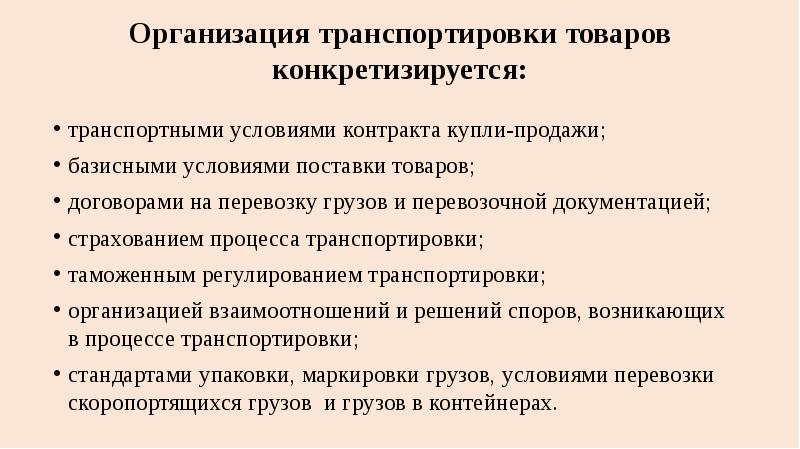 Организация транспортировки товаров
конкретизируется:
• транспортными условиями контракта купли-продажи;
• базисными условиями поставки товаров;
• договорами на перевозку грузов и перевозочной документацией;
• страхованием процесса транспортировки;
• таможенным регулированием транспортировки;
• организацией взаимоотношений и решений споров, возникающих
в процессе транспортировки;
• стандартами упаковки, маркировки грузов, условиями перевозки
скоропортящихся грузов  и грузов в контейнерах.